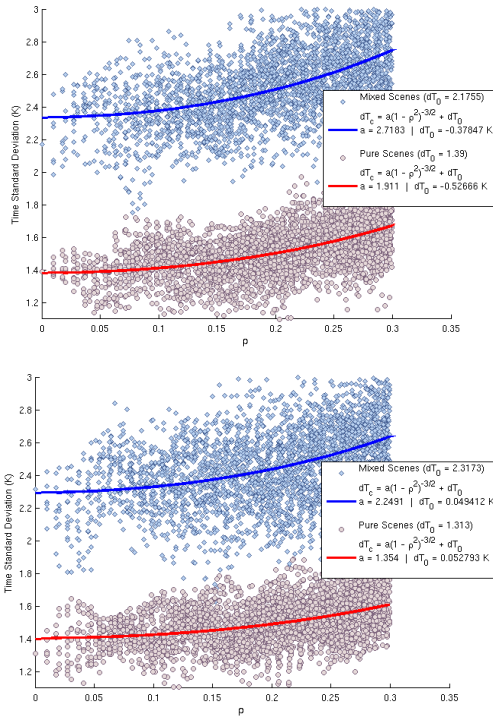 3
2.8
2.6
2.4
2.2
2
1.8
1.6
1.4
1.2
Time Standard Deviation (K)
0
0.05
0.1
0.15
0.2
0.25
0.3
0.35
p
Mixed Scenes (dT0 = 2.1755)
dTc = a(1 - ρ²)^-3/2 + dT0
a = 2.7183 | dT0 = -0.37847 K
Pure Scenes (dT0 = 1.39)
dTc = a(1 - ρ²)^-3/2 + dT0
a = 1.911 | dT0 = -0.52666 K
3
2.8
2.6
2.4
2.2
2
1.8
1.6
1.4
1.2
Time Standard Deviation (K)
0
0.05
0.1
0.15
0.2
0.25
0.3
0.35
p
Mixed Scenes (dT0 = 2.3173)
dTc = a(1 - ρ²)^-3/2 + dT0
a = 2.2491 | dT0 = 0.049412 K
Pure Scenes (dT0 = 1.313)
dTc = a(1 - ρ²)^-3/2 + dT0
a = 1.354 | dT0 = 0.052793 K